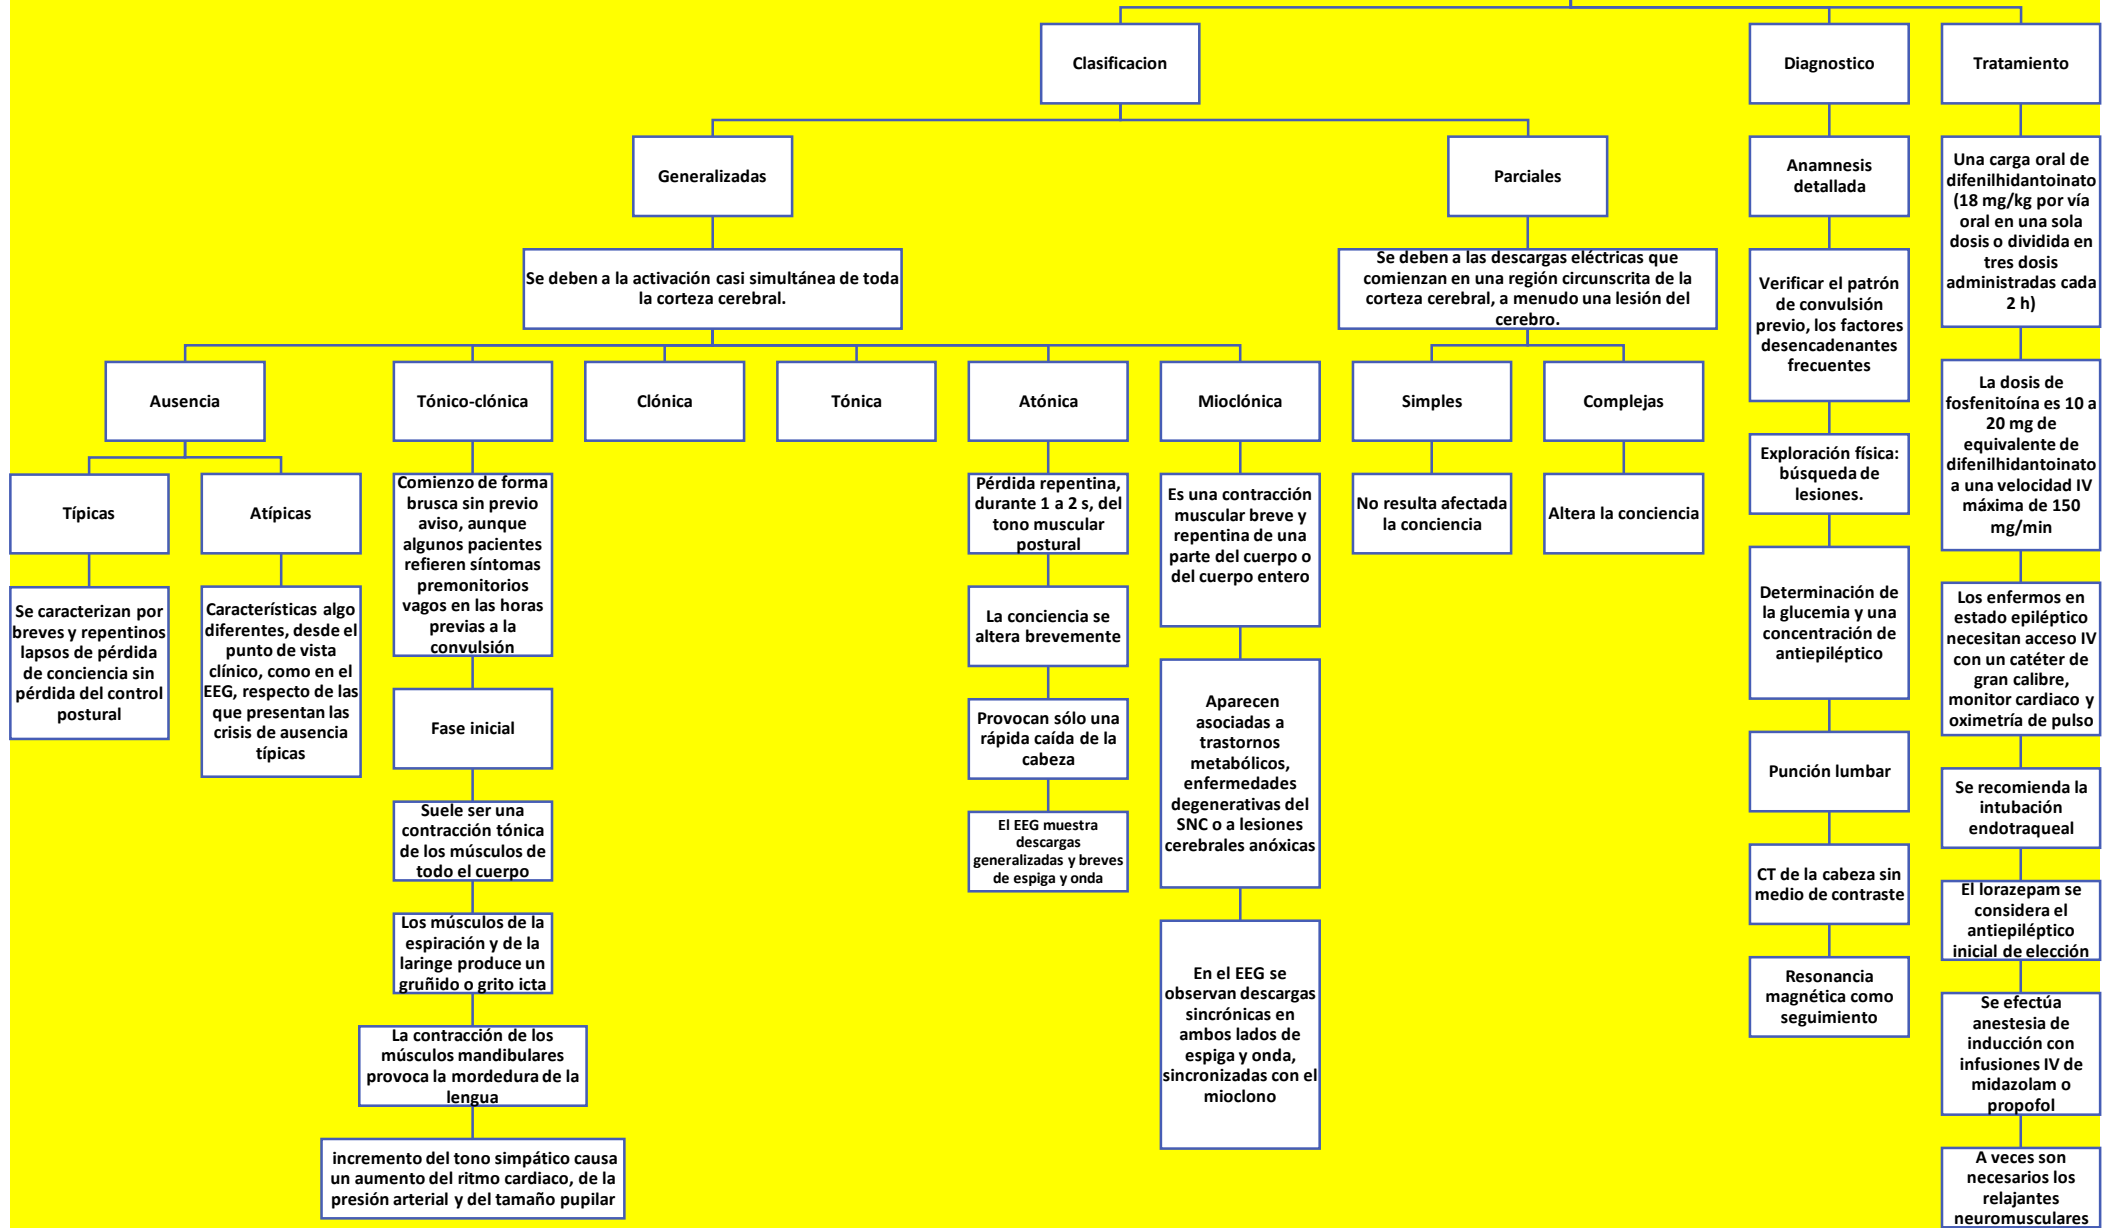 Clasificacion
Diagnostico
Tratamiento
Generalizadas
Parciales
Se deben a la activación casi simultánea de toda
la corteza cerebral.
Se deben a las descargas eléctricas que
comienzan en una región circunscrita de la
corteza cerebral, a menudo una lesión del
cerebro.
Ausencia
Tónico-clónica
Clónica
Tónica
Atónica
Mioclónica
Simples
Complejas
Típicas
Se caracterizan por
breves y repentinos
lapsos de pérdida
de conciencia sin
pérdida del control
postural
Atípicas
Características algo
diferentes, desde el
punto de vista
clínico, como en el
EEG, respecto de las
que presentan las
crisis de ausencia
típicas
Comienzo de forma
brusca sin previo
aviso, aunque
algunos pacientes
refieren síntomas
premonitorios
vagos en las horas
previas a la
convulsión
Fase inicial
Suele ser una
contracción tónica
de los músculos de
todo el cuerpo
Los músculos de la
espiración y de la
laringe produce un
gruñido o grito icta
La contracción de los
músculos mandibulares
provoca la mordedura de la
lengua
incremento del tono simpático causa
un aumento del ritmo cardiaco, de la
presión arterial y del tamaño pupilar
Pérdida repentina,
durante 1 a 2 s, del
tono muscular
postural
La conciencia se
altera brevemente
Provocan sólo una
rápida caída de la
cabeza
El EEG muestra
descargas
generalizadas y breves
de espiga y onda
Es una contracción
muscular breve y
repentina de una
parte del cuerpo o
del cuerpo entero
Aparecen
asociadas a
trastornos
metabólicos,
enfermedades
degenerativas del
SNC o a lesiones
cerebrales anóxicas
En el EEG se
observan descargas
sincrónicas en
ambos lados de
espiga y onda,
sincronizadas con el
mioclono
No resulta afectada
la conciencia
Altera la conciencia
Anamnesis
detallada
Verificar el patrón
de convulsión
previo, los factores
desencadenantes
frecuentes
Exploración física:
búsqueda de
lesiones.
Determinación de
la glucemia y una
concentración de
antiepiléptico
Punción lumbar
CT de la cabeza sin
medio de contraste
Resonancia
magnética como
seguimiento
Una carga oral de
difenilhidantoinato
(18 mg/kg por vía
oral en una sola
dosis o dividida en
tres dosis
administradas cada
2 h)
La dosis de
fosfenitoína es 10 a
20 mg de
equivalente de
difenilhidantoinato
a una velocidad IV
máxima de 150
mg/min
Los enfermos en
estado epiléptico
necesitan acceso IV
con un catéter de
gran calibre,
monitor cardiaco y
oximetría de pulso
Se recomienda la
intubación
endotraqueal
El lorazepam se
considera el
antiepiléptico
inicial de elección
Se efectúa
anestesia de
inducción con
infusiones IV de
midazolam o
propofol
A veces son
necesarios los
relajantes
neuromusculares